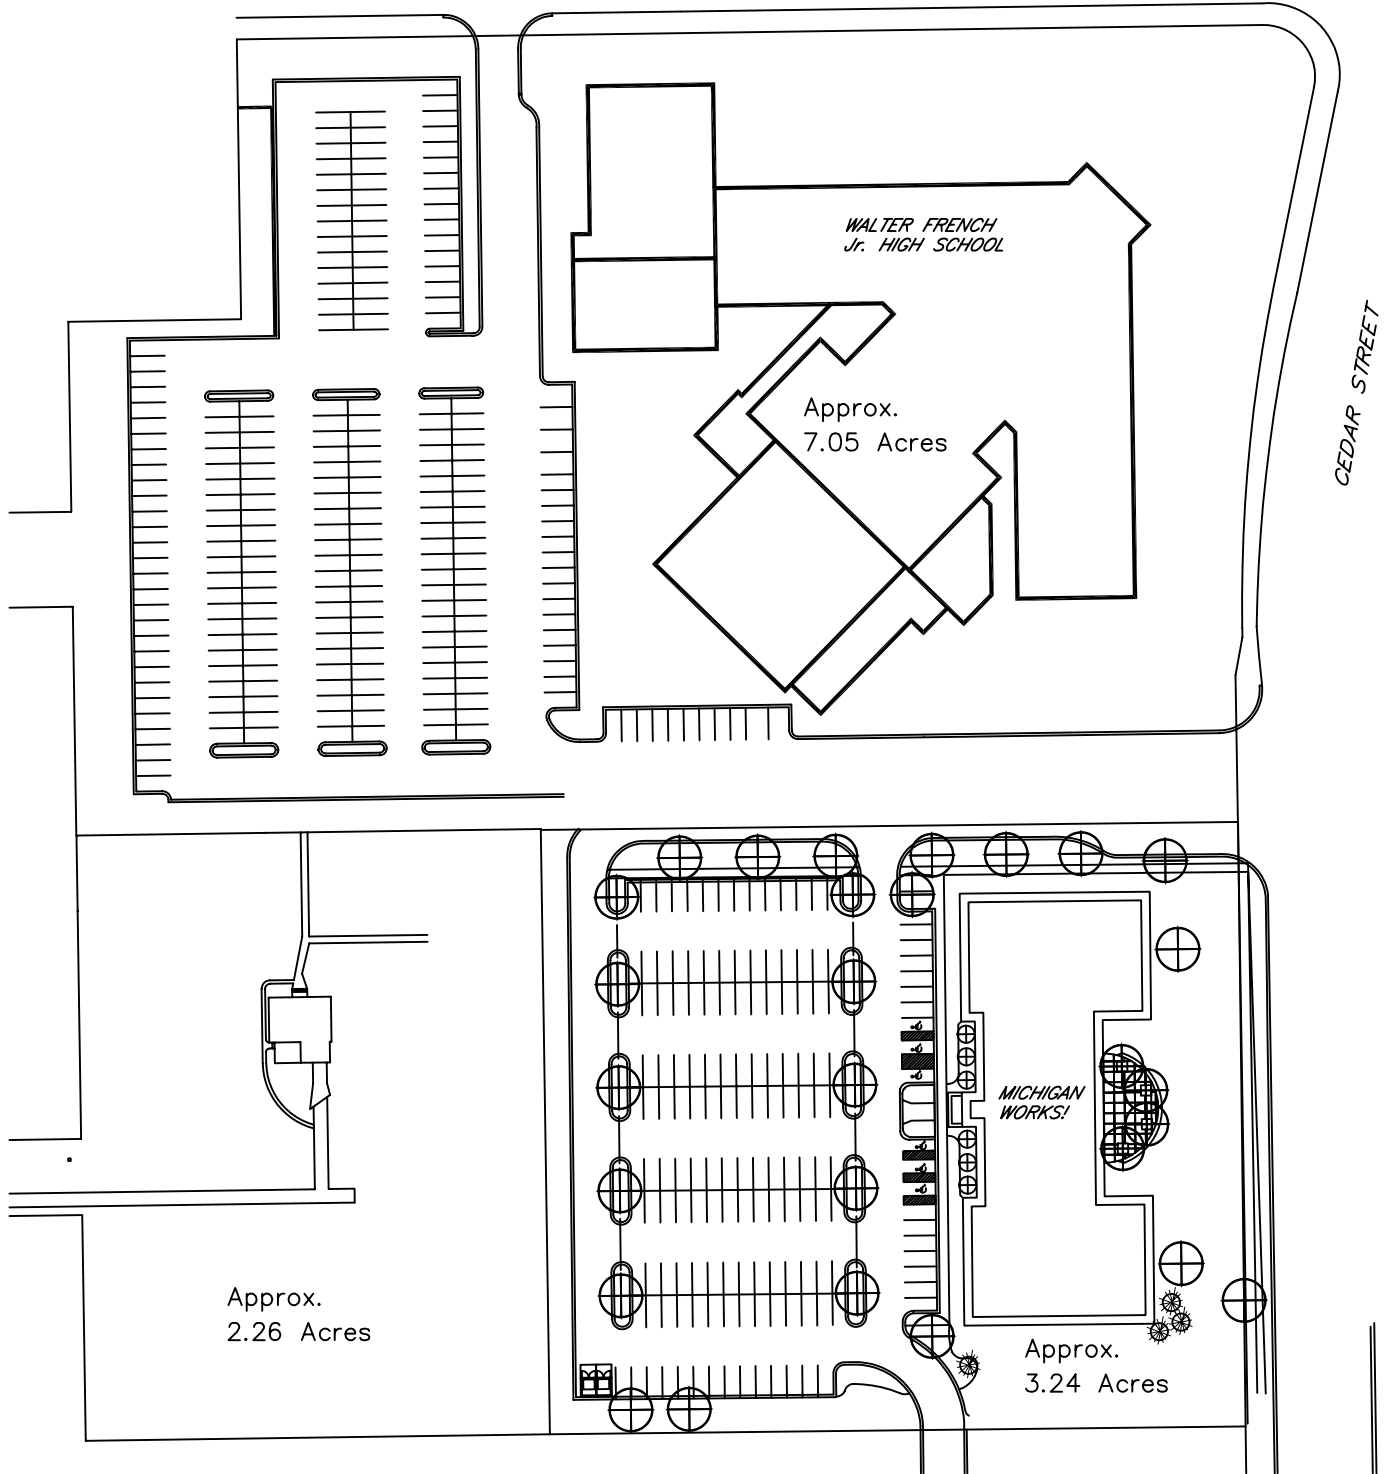 WALTER FRENCH
Jr. HIGH SCHOOL
CEDAR STREET
Approx.
7.05 Acres
MICHIGAN
WORKS!
Approx.
2.26 Acres
Approx.
3.24 Acres